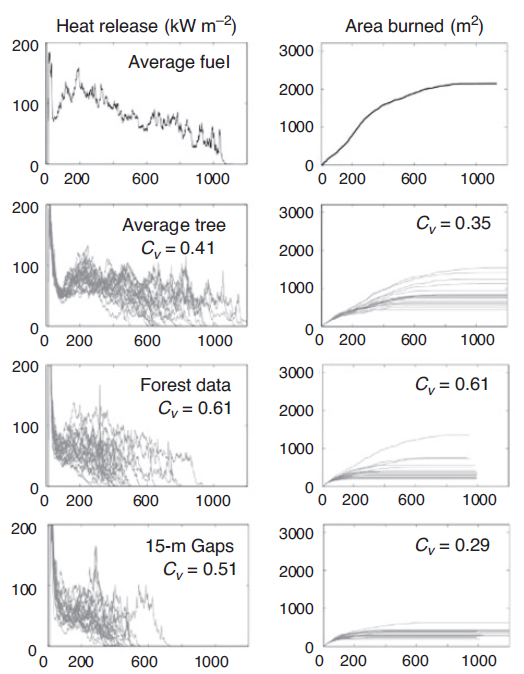 Heat release (kW m⁻²)
Area burned (m²)
200
Average fuel
100
0
0 200 600 1000
3000
2000
1000
0
0 200 600 1000
200
Average tree
Cᵥ = 0.41
100
0
0 200 600 1000
3000
Cᵥ = 0.35
2000
1000
0
0 200 600 1000
200
Forest data
Cᵥ = 0.61
100
0
0 200 600 1000
3000
Cᵥ = 0.61
2000
1000
0
0 200 600 1000
200
15-m Gaps
Cᵥ = 0.51
100
0
0 200 600 1000
3000
Cᵥ = 0.29
2000
1000
0
0 200 600 1000